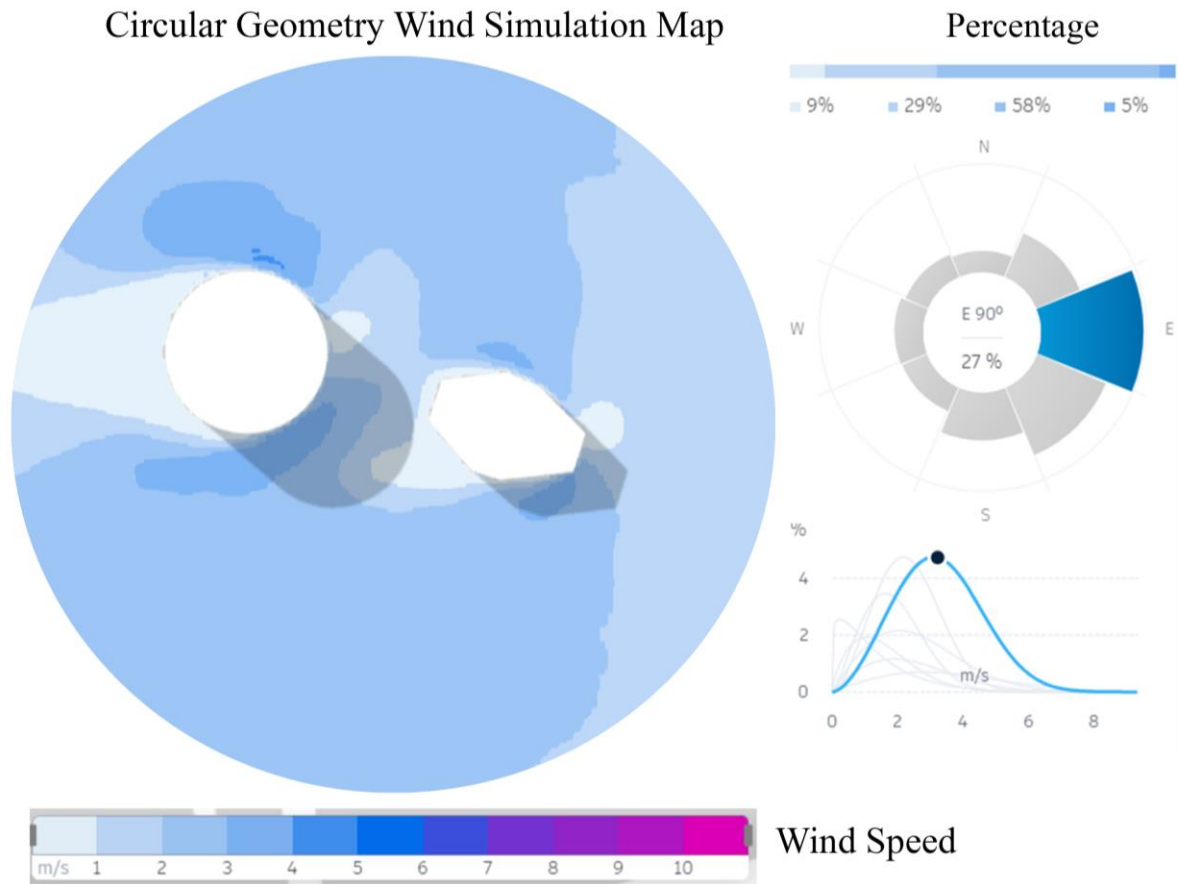 Circular Geometry Wind Simulation Map
Percentage
9% 29% 58% 5%
N
W
E 90º
27 %
E
S
%
4
2
0
m/s
0 2 4 6 8
m/s 1 2 3 4 5 6 7 8 9 10
Wind Speed